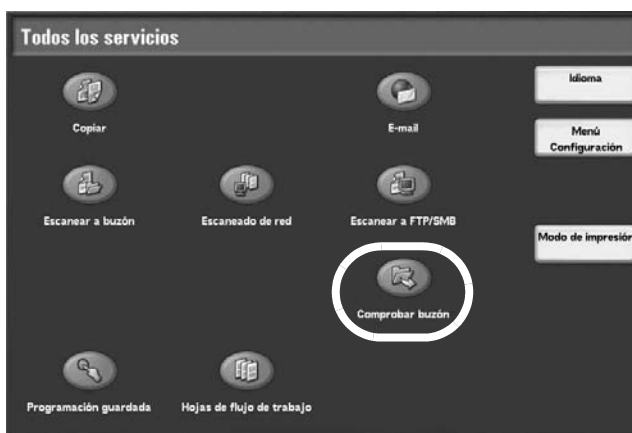 Todos los servicios
Idioma
Copiar
E-mail
Menú
Configuración
Escanear a buzón
Escaneado de red
Escanear a FTP/SMB
Modo de impresión
Comprobar buzón
Programación guardada
Hojas de flujo de trabajo